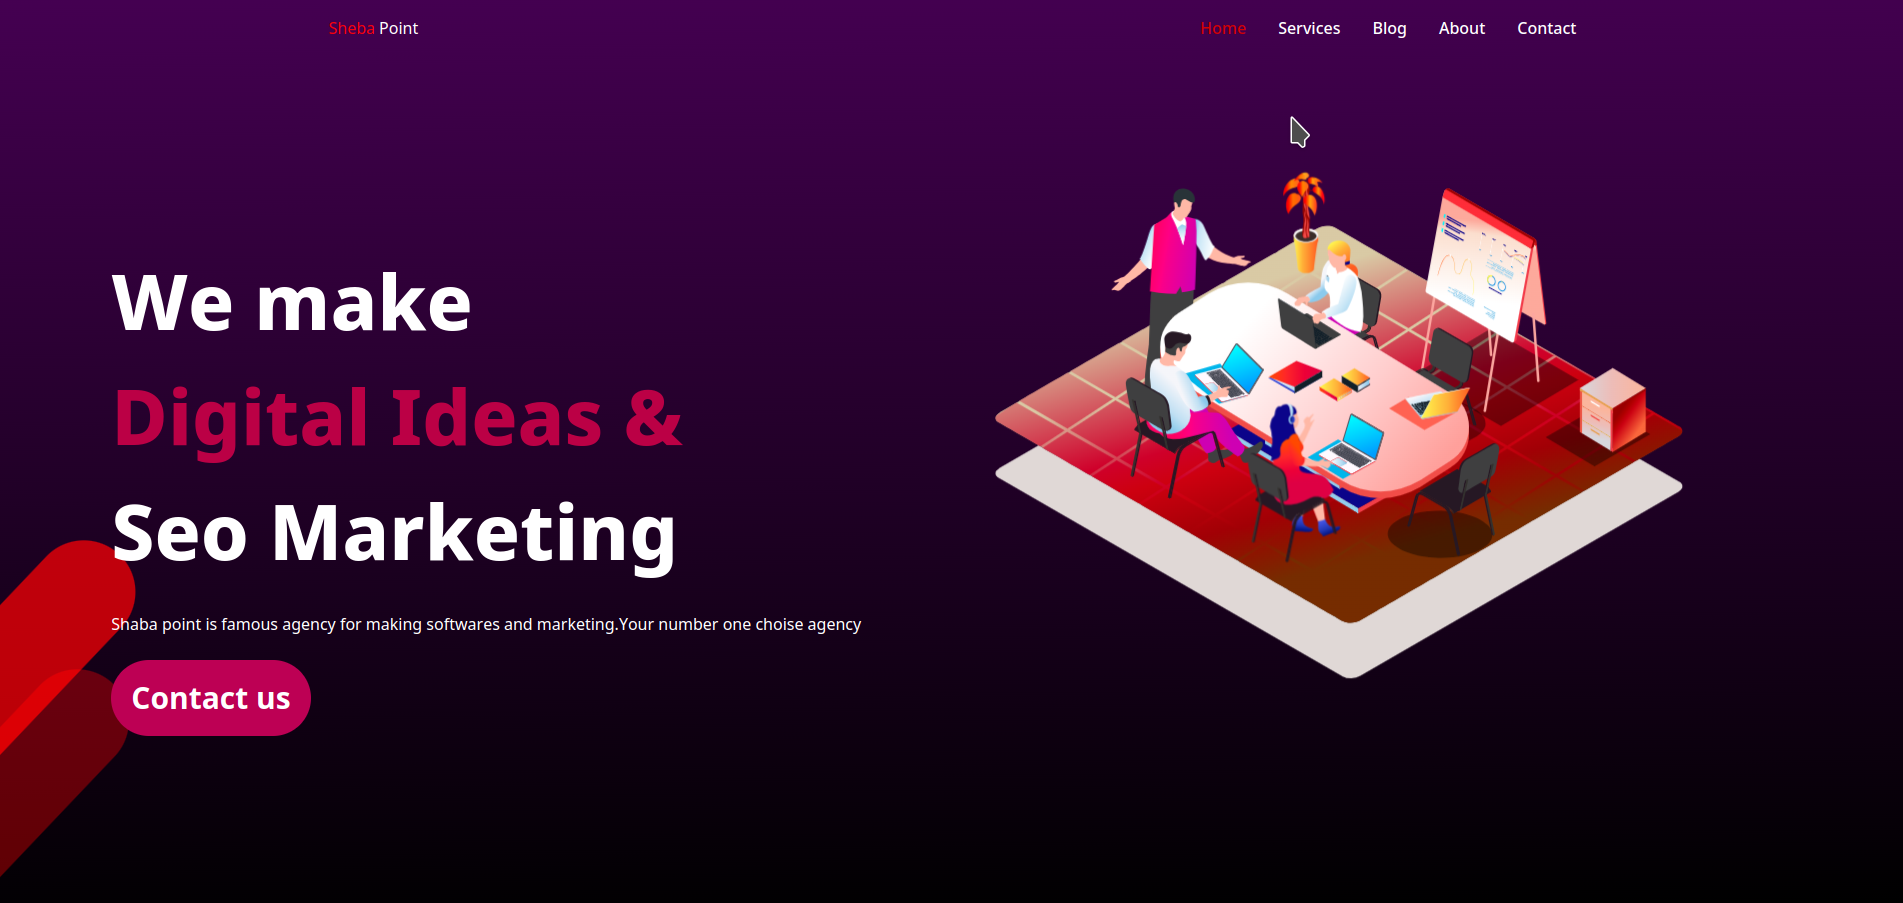 Sheba Point
Home Services Blog About Contact
We make
Digital Ideas &
Seo Marketing
Shaba point is famous agency for making softwares and marketing.Your number one choise agency
Contact us